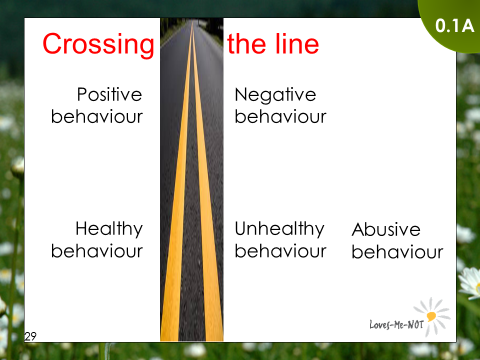 0.1A
Crossing the line
Positive behaviour
Negative behaviour
Healthy behaviour
Unhealthy behaviour
Abusive behaviour
Loves-Me-NOT
29